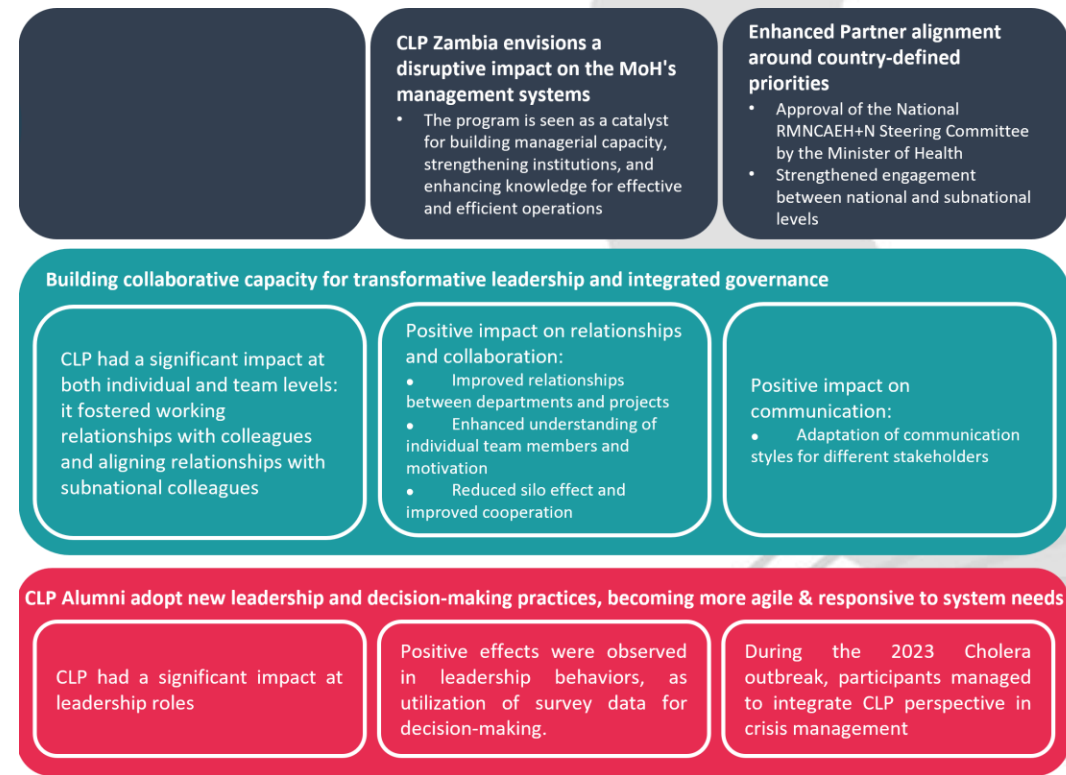 CLP Zambia envisions a
disruptive impact on the MoH's
management systems
• The program is seen as a catalyst
for building managerial capacity,
strengthening institutions, and
enhancing knowledge for effective
and efficient operations
Enhanced Partner alignment
around country-defined
priorities
• Approval of the National
RMNCAEH+N Steering Committee
by the Minister of Health
• Strengthened engagement
between national and subnational
levels
Building collaborative capacity for transformative leadership and integrated governance
CLP had a significant impact at
both individual and team levels:
it fostered working
relationships with colleagues
and aligning relationships with
subnational colleagues
Positive impact on relationships
and collaboration:
• Improved relationships
between departments and projects
• Enhanced understanding of
individual team members and
motivation
• Reduced silo effect and
improved cooperation
Positive impact on
communication:
• Adaptation of communication
styles for different stakeholders
CLP Alumni adopt new leadership and decision-making practices, becoming more agile & responsive to system needs
CLP had a significant impact at
leadership roles
Positive effects were observed
in leadership behaviors, as
utilization of survey data for
decision-making.
During the 2023 Cholera
outbreak, participants managed
to integrate CLP perspective in
crisis management